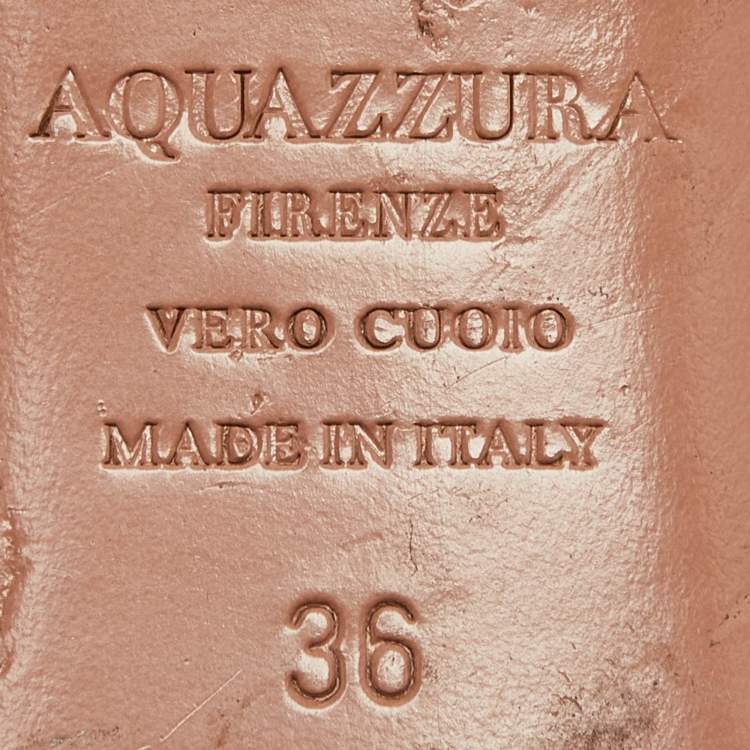 AQUAZZURA
FIRENZE
VERO CUOIO
MADE IN ITALY
36